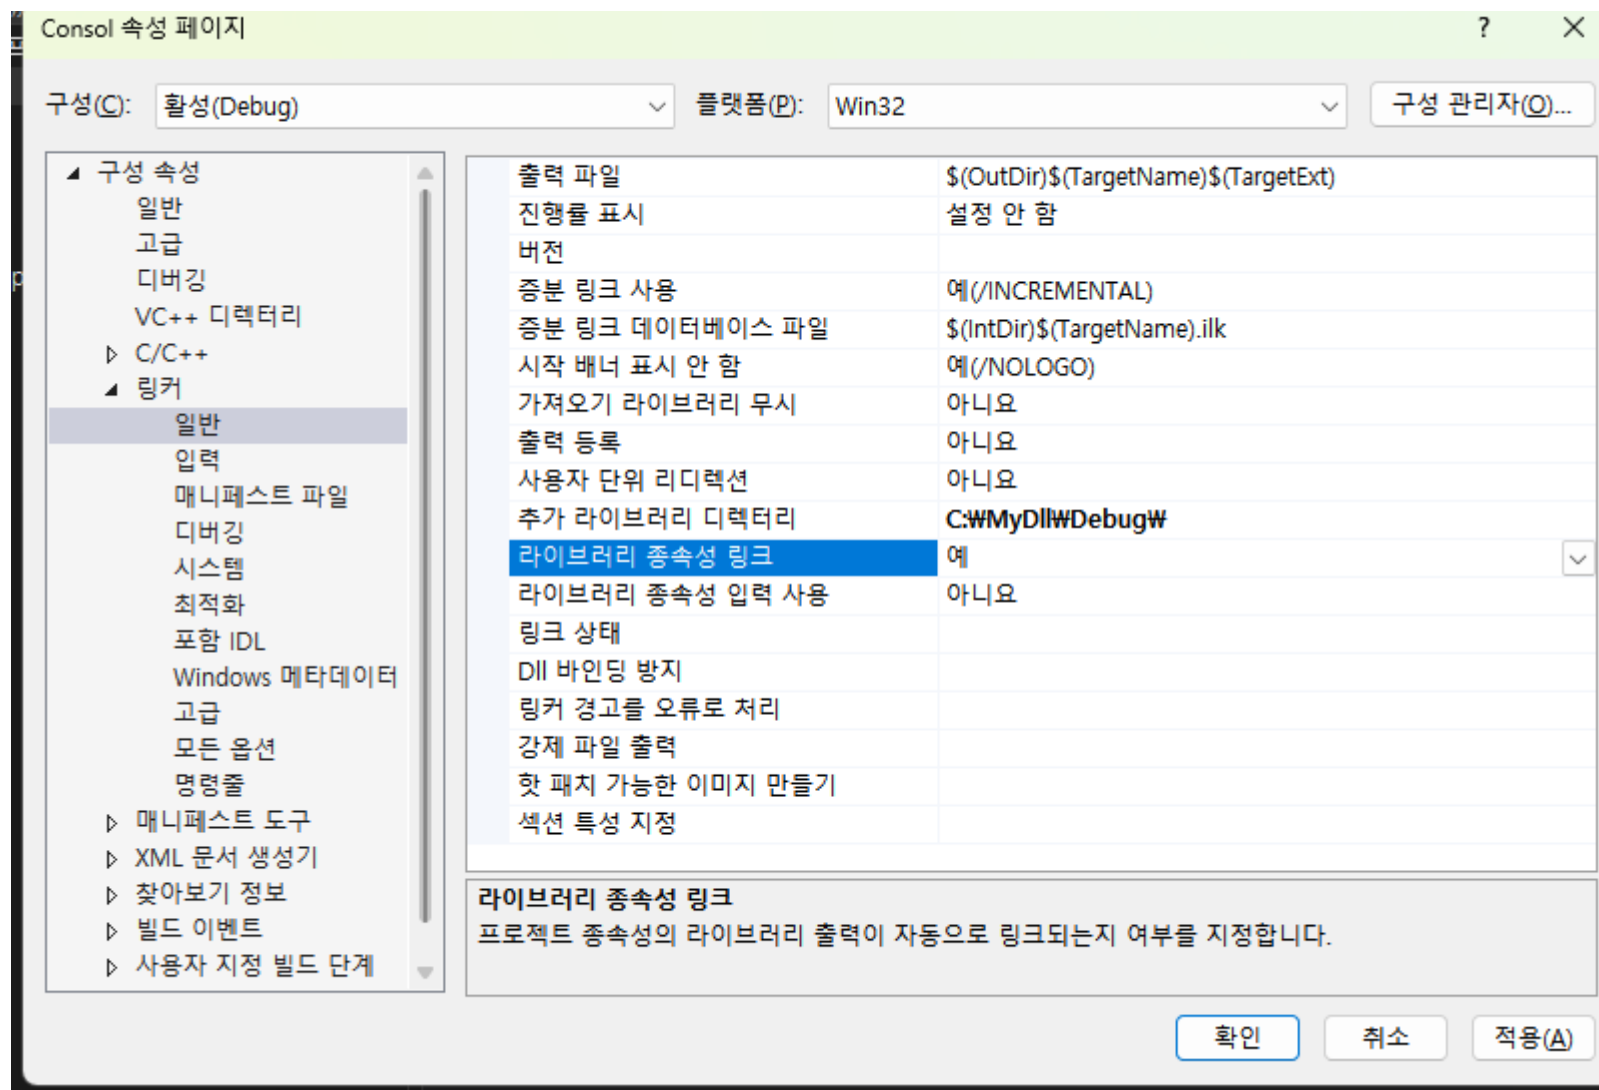 Consol 속성 페이지 ? ×
구성(C): 활성(Debug) 플랫폼(P): Win32 구성 관리자(O)...
구성 속성
일반
고급
디버깅
VC++ 디렉터리
C/C++
링커
일반
입력
매니페스트 파일
디버깅
시스템
최적화
포함 IDL
Windows 메타데이터
고급
모든 옵션
명령줄
매니페스트 도구
XML 문서 생성기
찾아보기 정보
빌드 이벤트
사용자 지정 빌드 단계
출력 파일 $(OutDir)$(TargetName)$(TargetExt)
진행률 표시 설정 안 함
버전
증분 링크 사용 예(/INCREMENTAL)
증분 링크 데이터베이스 파일 $(IntDir)$(TargetName).ilk
시작 배너 표시 안 함 예(/NOLOGO)
가져오기 라이브러리 무시 아니요
출력 등록 아니요
사용자 단위 리디렉션 아니요
추가 라이브러리 디렉터리 C:₩MyDll₩Debug₩
라이브러리 종속성 링크 예
라이브러리 종속성 입력 사용 아니요
링크 상태
Dll 바인딩 방지
링커 경고를 오류로 처리
강제 파일 출력
핫 패치 가능한 이미지 만들기
섹션 특성 지정
라이브러리 종속성 링크
프로젝트 종속성의 라이브러리 출력이 자동으로 링크되는지 여부를 지정합니다.
확인 취소 적용(A)